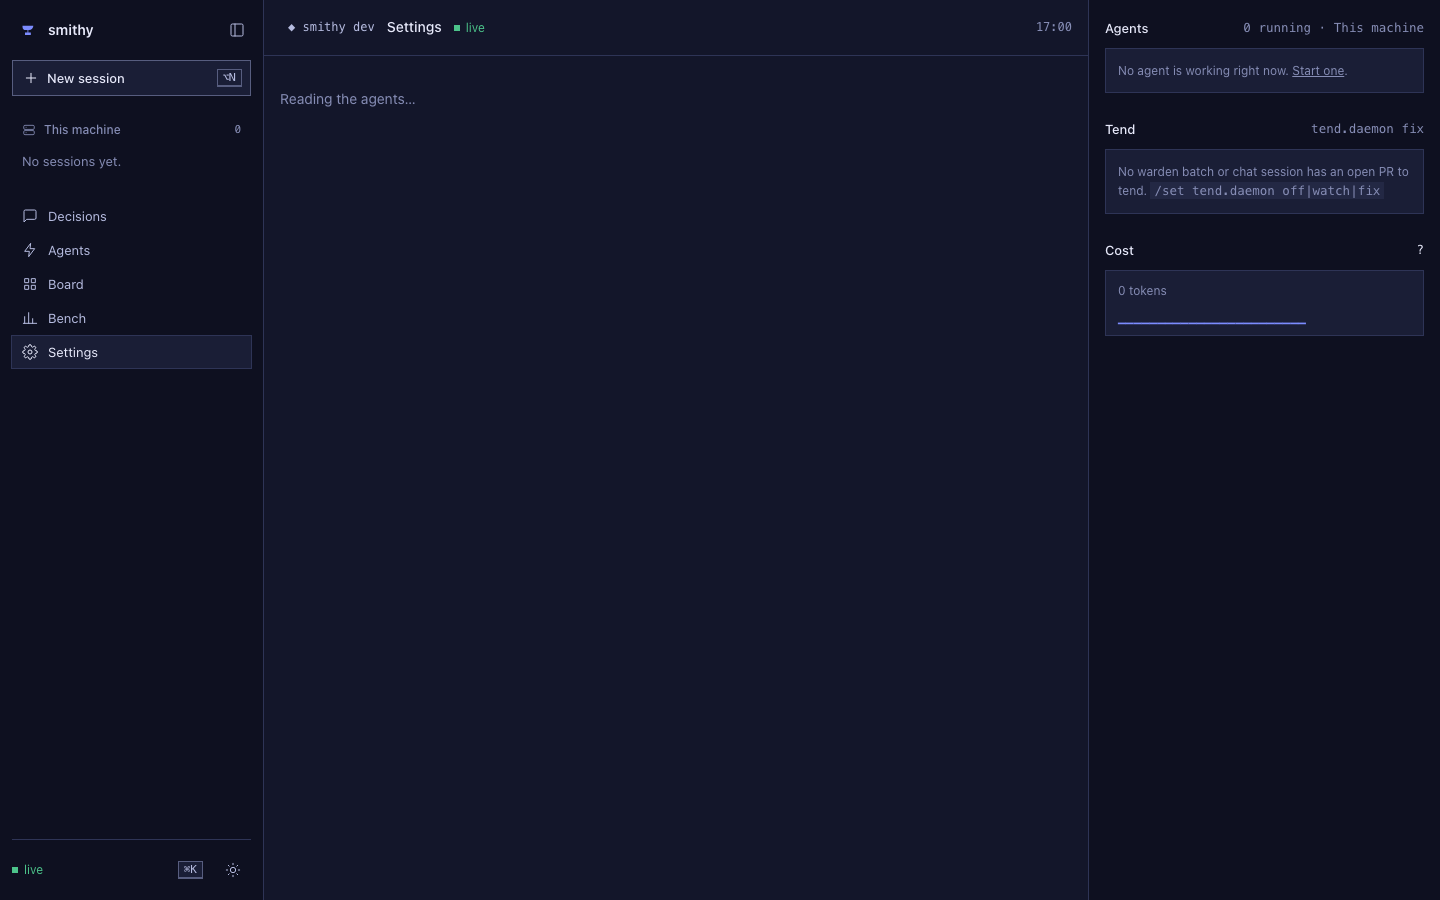 smithy
New session ⌥N
This machine 0
No sessions yet.
Decisions
Agents
Board
Bench
Settings
live ⌘K
◆ smithy dev Settings live 17:00
Reading the agents…
Agents 0 running · This machine
No agent is working right now. Start one.
Tend tend.daemon fix
No warden batch or chat session has an open PR to
tend. /set tend.daemon off|watch|fix
Cost ?
0 tokens